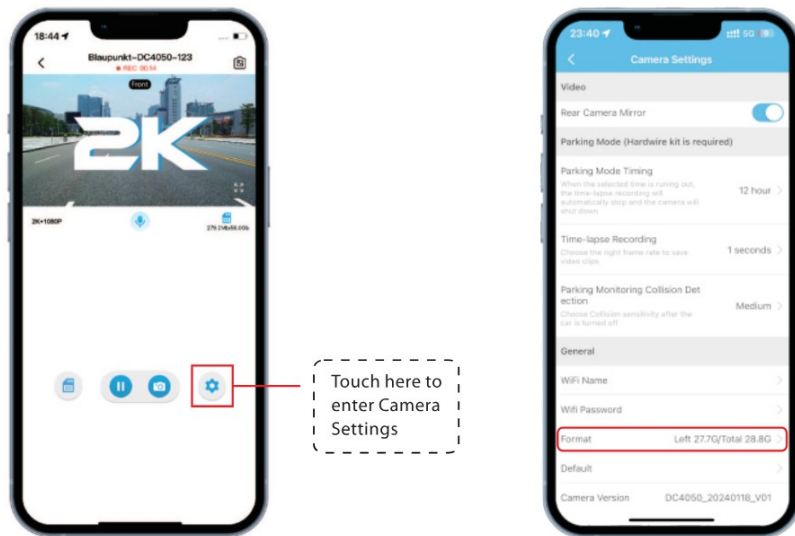 18:44
Blaupunkt-DC4050-123
REC 00:14
Front
2K
2K+1080P
Touch here to
enter Camera
Settings
23:40
5G
Camera Settings
Video
Rear Camera Mirror
Parking Mode (Hardwire kit is required)
Parking Mode Timing
When the selected time is runing out,
the time-lapse recording will
automatically stop and the camera will
shut down
12 hour
Time-lapse Recording
Choose the right frame rate to save
video clips
1 seconds
Parking Monitoring Collision Det
ection
Choose Collision sensitivity after the
car is turned off
Medium
General
WiFi Name
Wifi Password
Format Left 27.7G/Total 28.8G
Default
Camera Version DC4050_20240118_V01